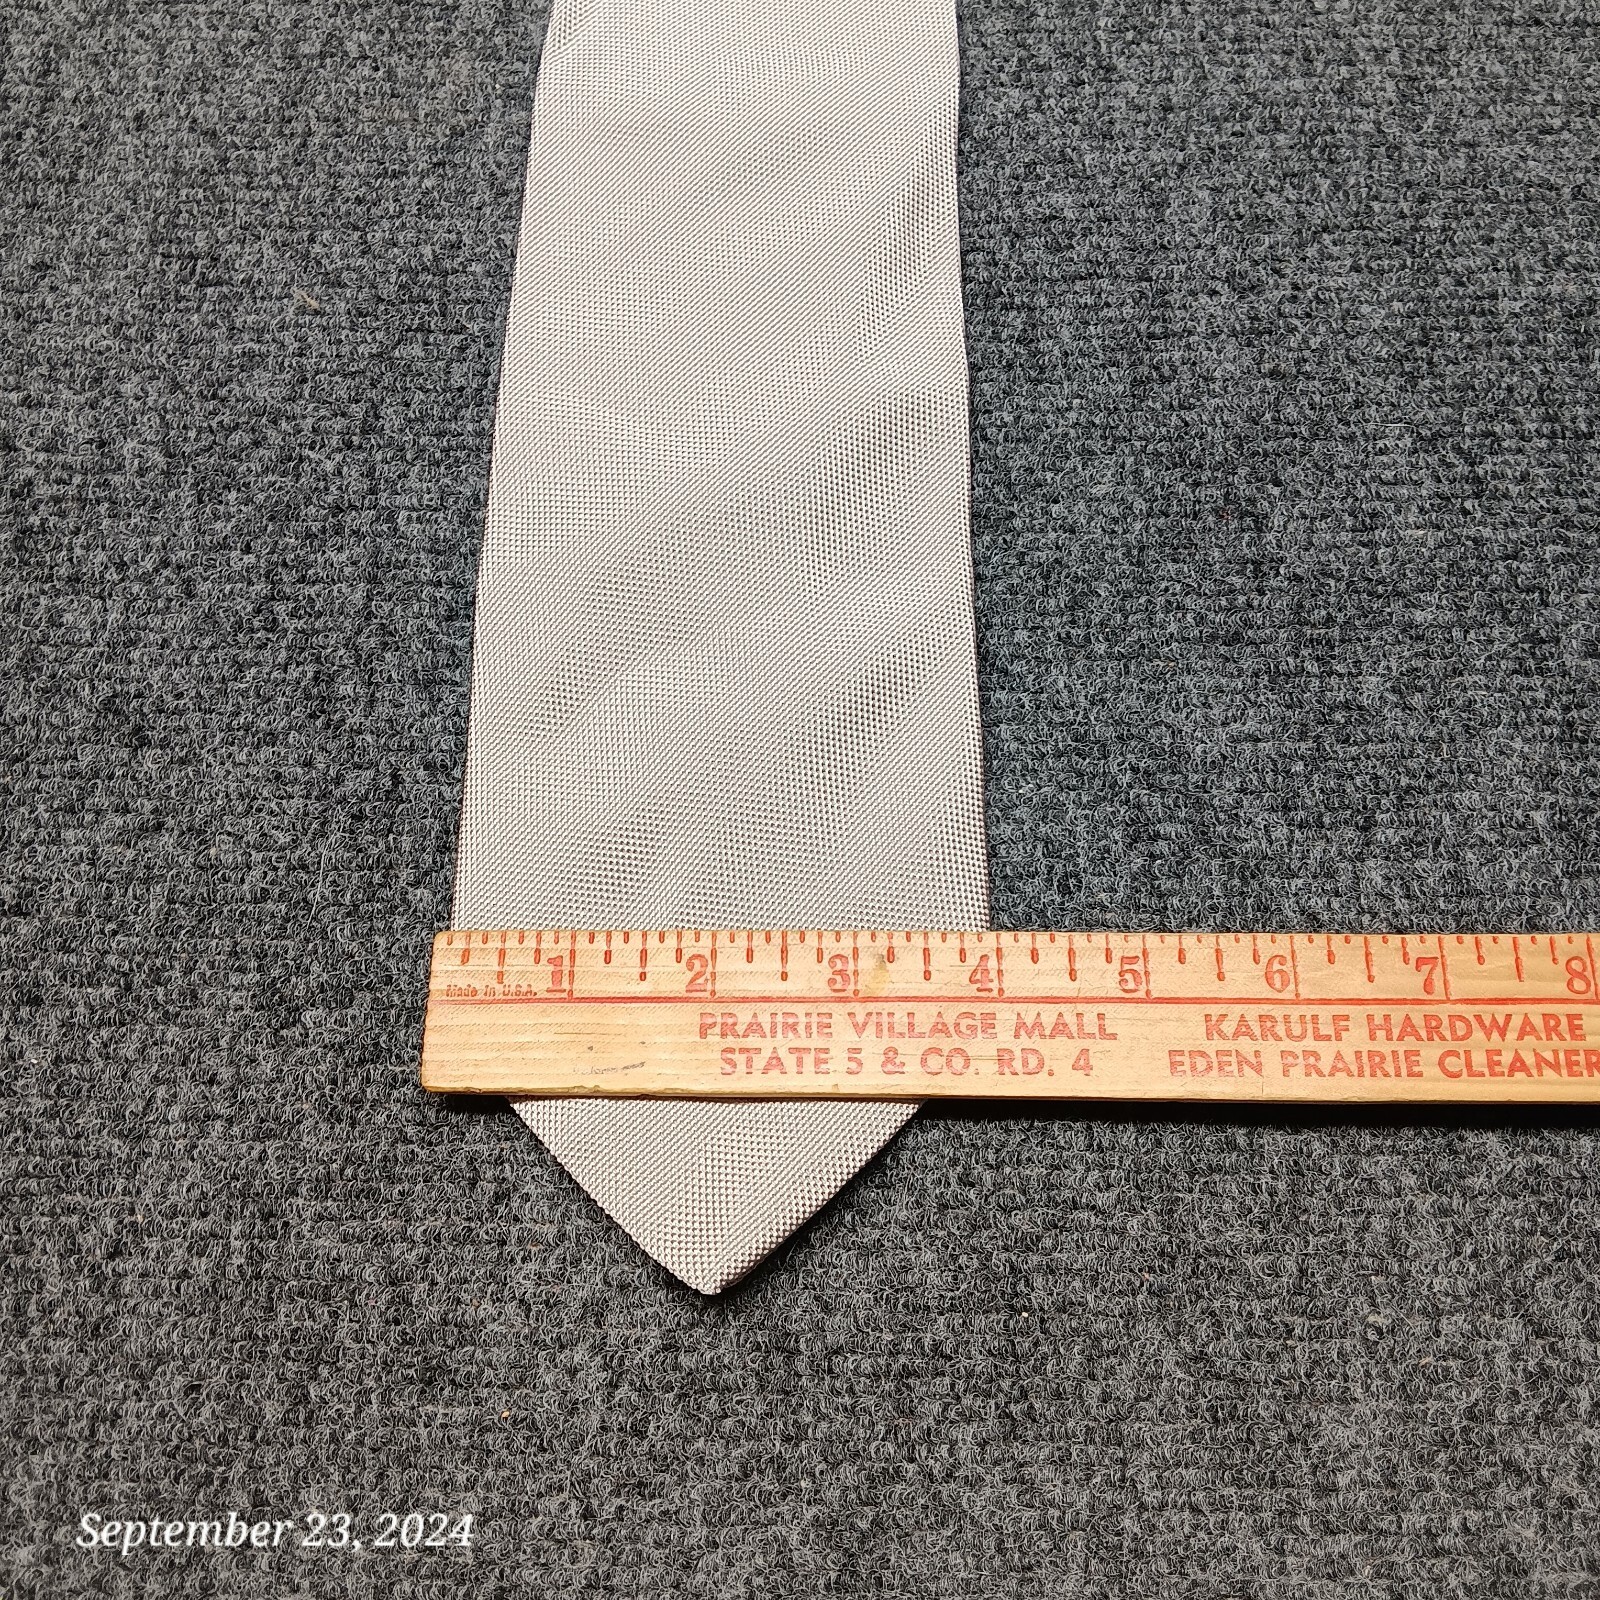 1 2 3 4 5 6 7 8
Made in U.S.A.
PRAIRIE VILLAGE MALL
STATE 5 & CO. RD. 4
KARULF HARDWARE
EDEN PRAIRIE CLEANER
September 23, 2024